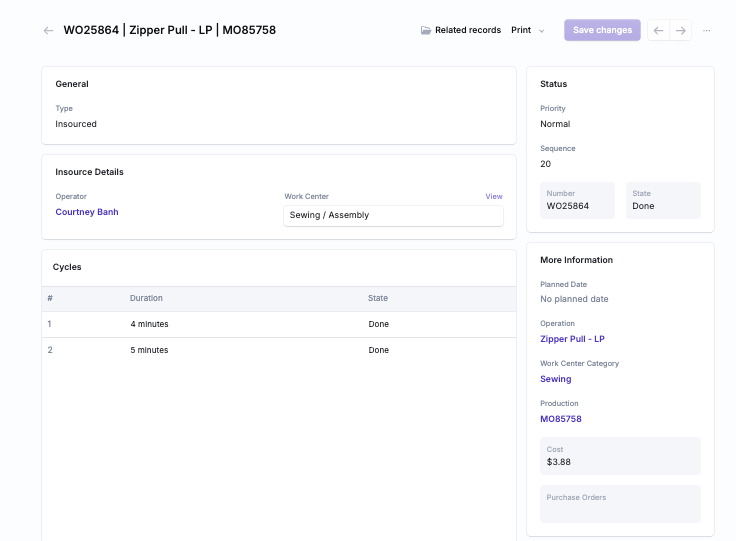 ← WO25864 | Zipper Pull - LP | MO85758
Related records Print
Save changes
← → ...
General
Type
Insourced
Insource Details
Operator
Courtney Banh
Work Center View
Sewing / Assembly
Cycles
# Duration State
1 4 minutes Done
2 5 minutes Done
Status
Priority
Normal
Sequence
20
Number
WO25864
State
Done
More Information
Planned Date
No planned date
Operation
Zipper Pull - LP
Work Center Category
Sewing
Production
MO85758
Cost
$3.88
Purchase Orders